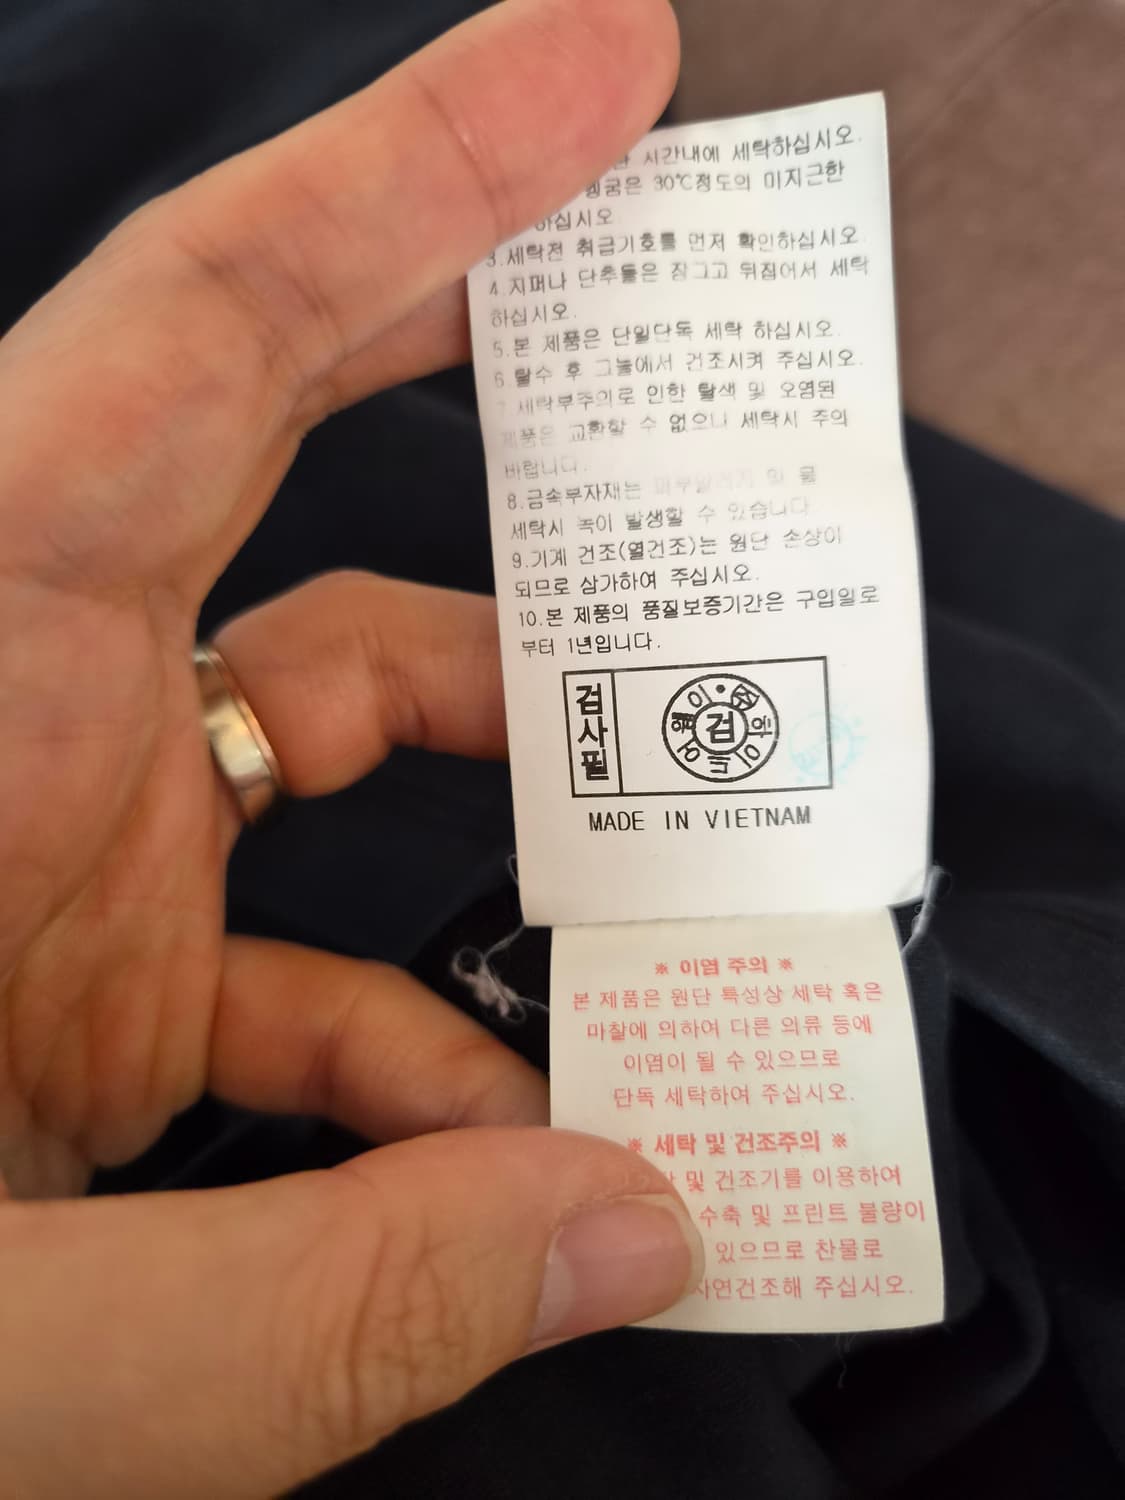 시간내에 세탁하십시오.
헹굼은 30℃정도의 미지근한
하십시오
3.세탁전 취급기호를 먼저 확인하십시오.
4.지퍼나 단추들은 잠그고 뒤집어서 세탁
하십시오.
5.본 제품은 단일단독 세탁 하십시오.
6.탈수 후 그늘에서 건조시켜 주십시오.
7.세탁부주의로 인한 탈색 및 오염된
제품은 교환할 수 없으니 세탁시 주의
바랍니다.
8.금속부자재는 피부알러지 및 물
세탁시 녹이 발생할 수 있습니다
9.기계 건조(열건조)는 원단 손상이
되므로 삼가하여 주십시오.
10.본 제품의 품질보증기간은 구입일로
부터 1년입니다.
검사필
검
MADE IN VIETNAM
※ 이염 주의 ※
본 제품은 원단 특성상 세탁 혹은
마찰에 의하여 다른 의류 등에
이염이 될 수 있으므로
단독 세탁하여 주십시오.
※ 세탁 및 건조주의 ※
및 건조기를 이용하여
수축 및 프린트 불량이
있으므로 찬물로
자연건조해 주십시오.